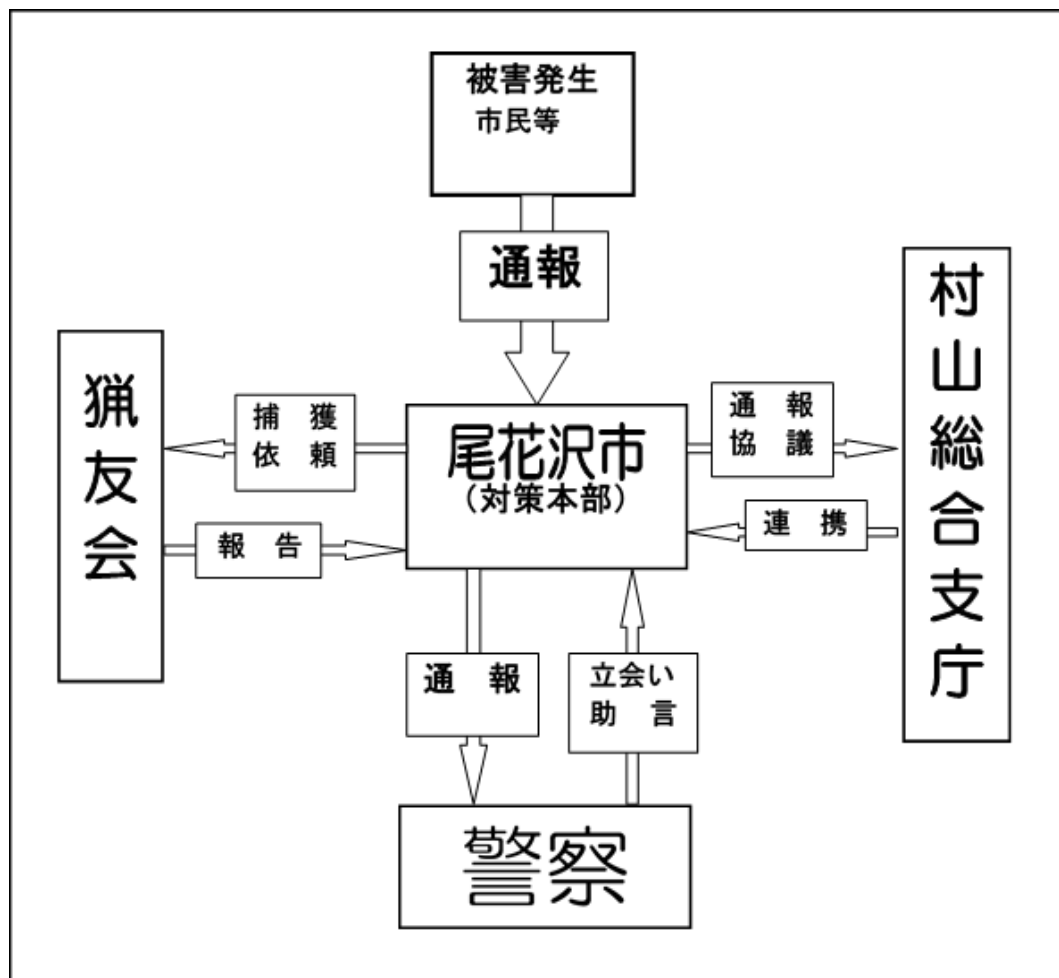 被害発生
市民等
通報
村山総合支庁
猟友会
捕　獲
依　頼
尾花沢市
（対策本部）
通　報
協　議
連　携
報　告
通　報
立会い
助　言
警察